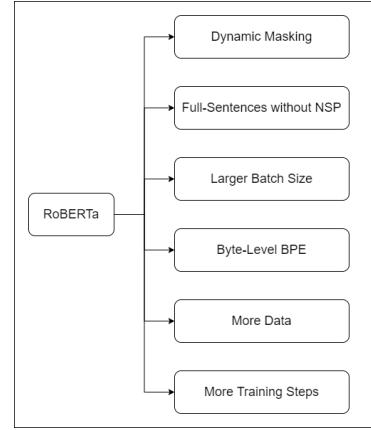 Dynamic Masking
Full-Sentences without NSP
Larger Batch Size
RoBERTa
Byte-Level BPE
More Data
More Training Steps